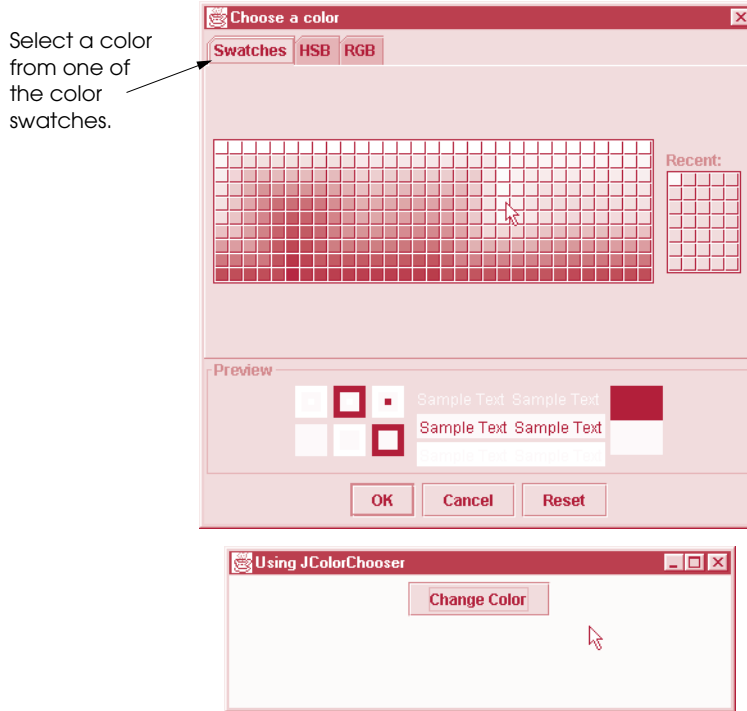 Choose a color
Select a color
from one of
the color
swatches.
Swatches HSB RGB
Recent:
Preview
Sample Text Sample Text
Sample Text Sample Text
Sample Text Sample Text
OK Cancel Reset
Using JColorChooser
Change Color